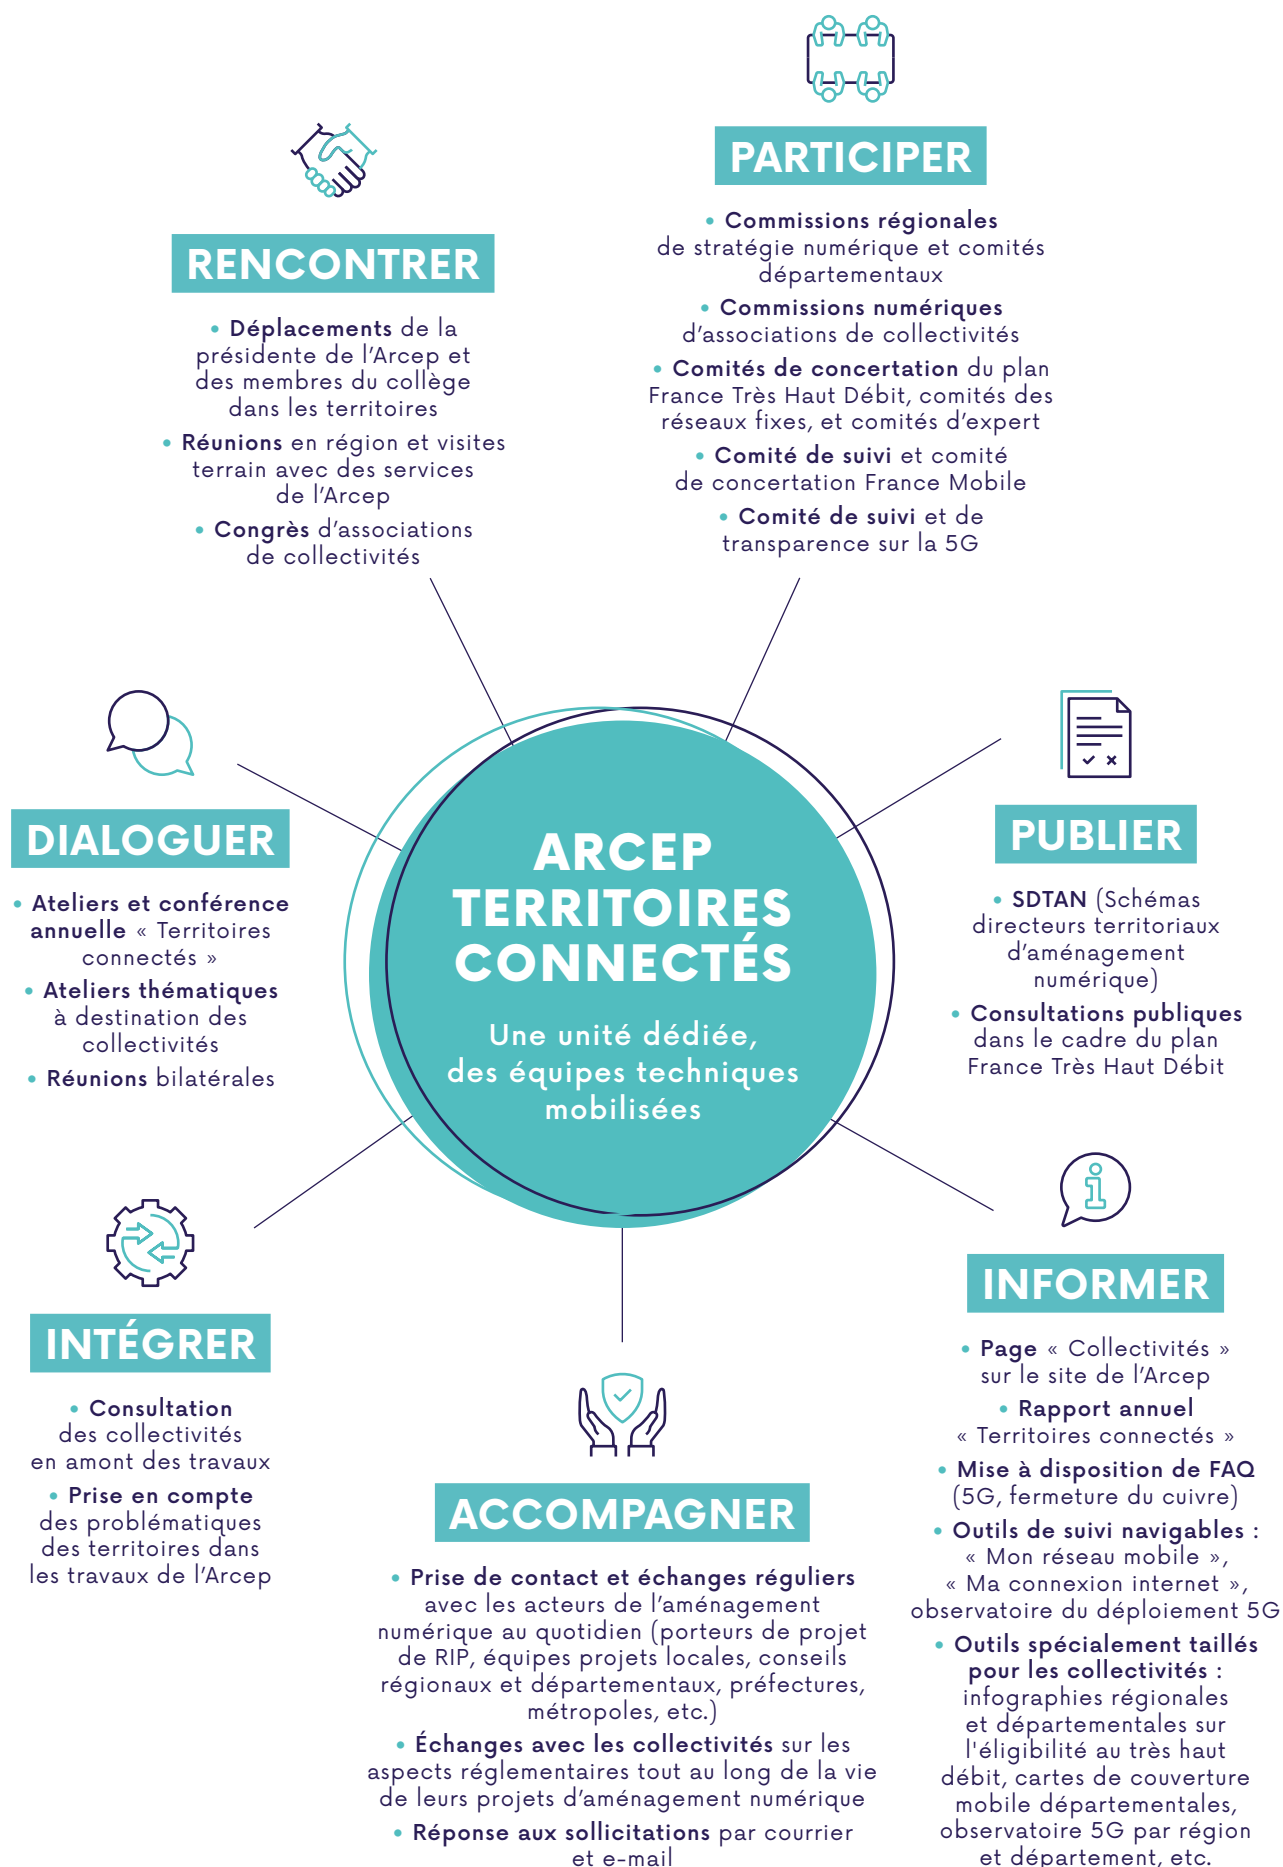 PARTICIPER
• Commissions régionales
de stratégie numérique et comités
départementaux
• Commissions numériques
d’associations de collectivités
• Comités de concertation du plan
France Très Haut Débit, comités des
réseaux fixes, et comités d’expert
• Comité de suivi et comité
de concertation France Mobile
• Comité de suivi et de
transparence sur la 5G
RENCONTRER
• Déplacements de la
présidente de l’Arcep et
des membres du collège
dans les territoires
• Réunions en région et visites
terrain avec des services
de l’Arcep
• Congrès d’associations
de collectivités
DIALOGUER
• Ateliers et conférence
annuelle « Territoires
connectés »
• Ateliers thématiques
à destination des
collectivités
• Réunions bilatérales
ARCEP
TERRITOIRES
CONNECTÉS
Une unité dédiée,
des équipes techniques
mobilisées
PUBLIER
• SDTAN (Schémas
directeurs territoriaux
d’aménagement
numérique)
• Consultations publiques
dans le cadre du plan
France Très Haut Débit
INTÉGRER
• Consultation
des collectivités
en amont des travaux
• Prise en compte
des problématiques
des territoires dans
les travaux de l’Arcep
ACCOMPAGNER
• Prise de contact et échanges réguliers
avec les acteurs de l’aménagement
numérique au quotidien (porteurs de projet
de RIP, équipes projets locales, conseils
régionaux et départementaux, préfectures,
métropoles, etc.)
• Échanges avec les collectivités sur les
aspects réglementaires tout au long de la vie
de leurs projets d’aménagement numérique
• Réponse aux sollicitations par courrier
et e-mail
INFORMER
• Page « Collectivités »
sur le site de l’Arcep
• Rapport annuel
« Territoires connectés »
• Mise à disposition de FAQ
(5G, fermeture du cuivre)
• Outils de suivi navigables :
« Mon réseau mobile »,
« Ma connexion internet »,
observatoire du déploiement 5G
• Outils spécialement taillés
pour les collectivités :
infographies régionales
et départementales sur
l'éligibilité au très haut
débit, cartes de couverture
mobile départementales,
observatoire 5G par région
et département, etc.